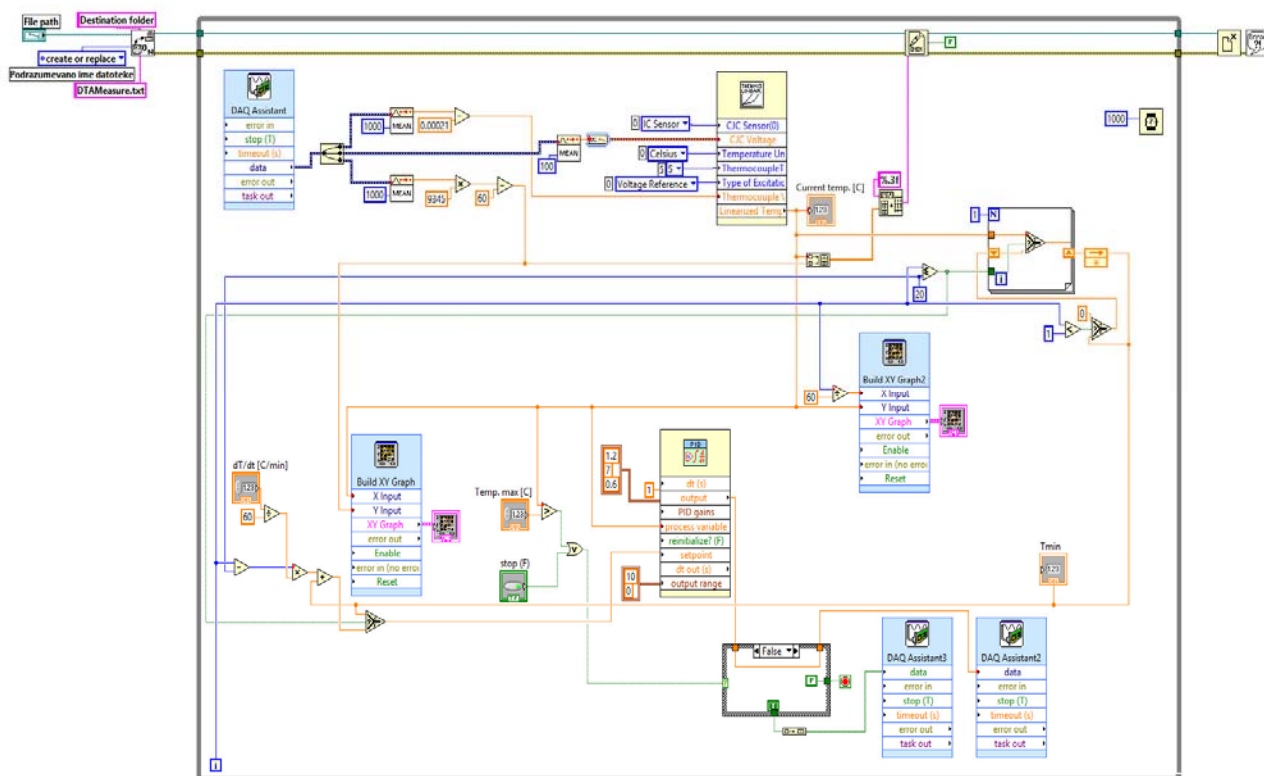 File path
Destination folder
create or replace
Podrazumevano ime datoteke
DTAMeasure.txt
F
DAQ Assistant
error in
stop (T)
timeout (s)
data
error out
task out
1000
MEAN
0.00021
100
MEAN
1000
MEAN
9345
60
0
IC Sensor
0
Celsius
S
S
0
Voltage Reference
CJC Sensor(0)
CJC Voltage
Temperature Un
ThermocoupleT
Type of Excitatic
Linearized Temp
Current temp. [C]
%.3f
1000
1
N
i
20
0
1
60
Build XY Graph2
X Input
Y Input
XY Graph
error out
Enable
error in (no erro
Reset
dT/dt [C/min]
60
Build XY Graph
X Input
Y Input
XY Graph
error out
Enable
error in (no erro
Reset
Temp. max [C]
stop (F)
1.2
7
0.6
1
10
0
PID
dt (s)
output
PID gains
process variable
reinitialize? (F)
setpoint
dt out (s)
output range
Tmin
False
F
DAQ Assistant3
data
error in
stop (T)
timeout (s)
error out
task out
DAQ Assistant2
data
error in
stop (T)
timeout (s)
error out
task out
i